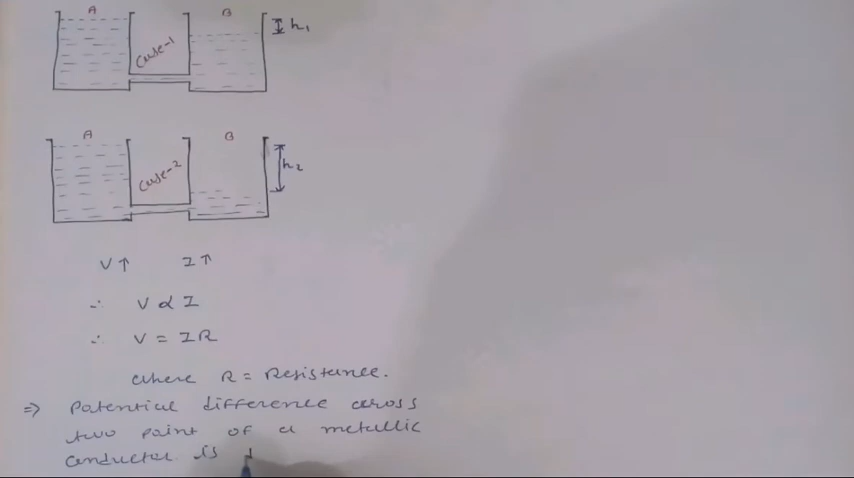 A B
h₁
Case-1
A B
h₂
Case-2
V↑ I↑
∴ V ∝ I
∴ V = IR
where R = Resistance.
⇒ Potential difference across
two point of a metallic
conductor is